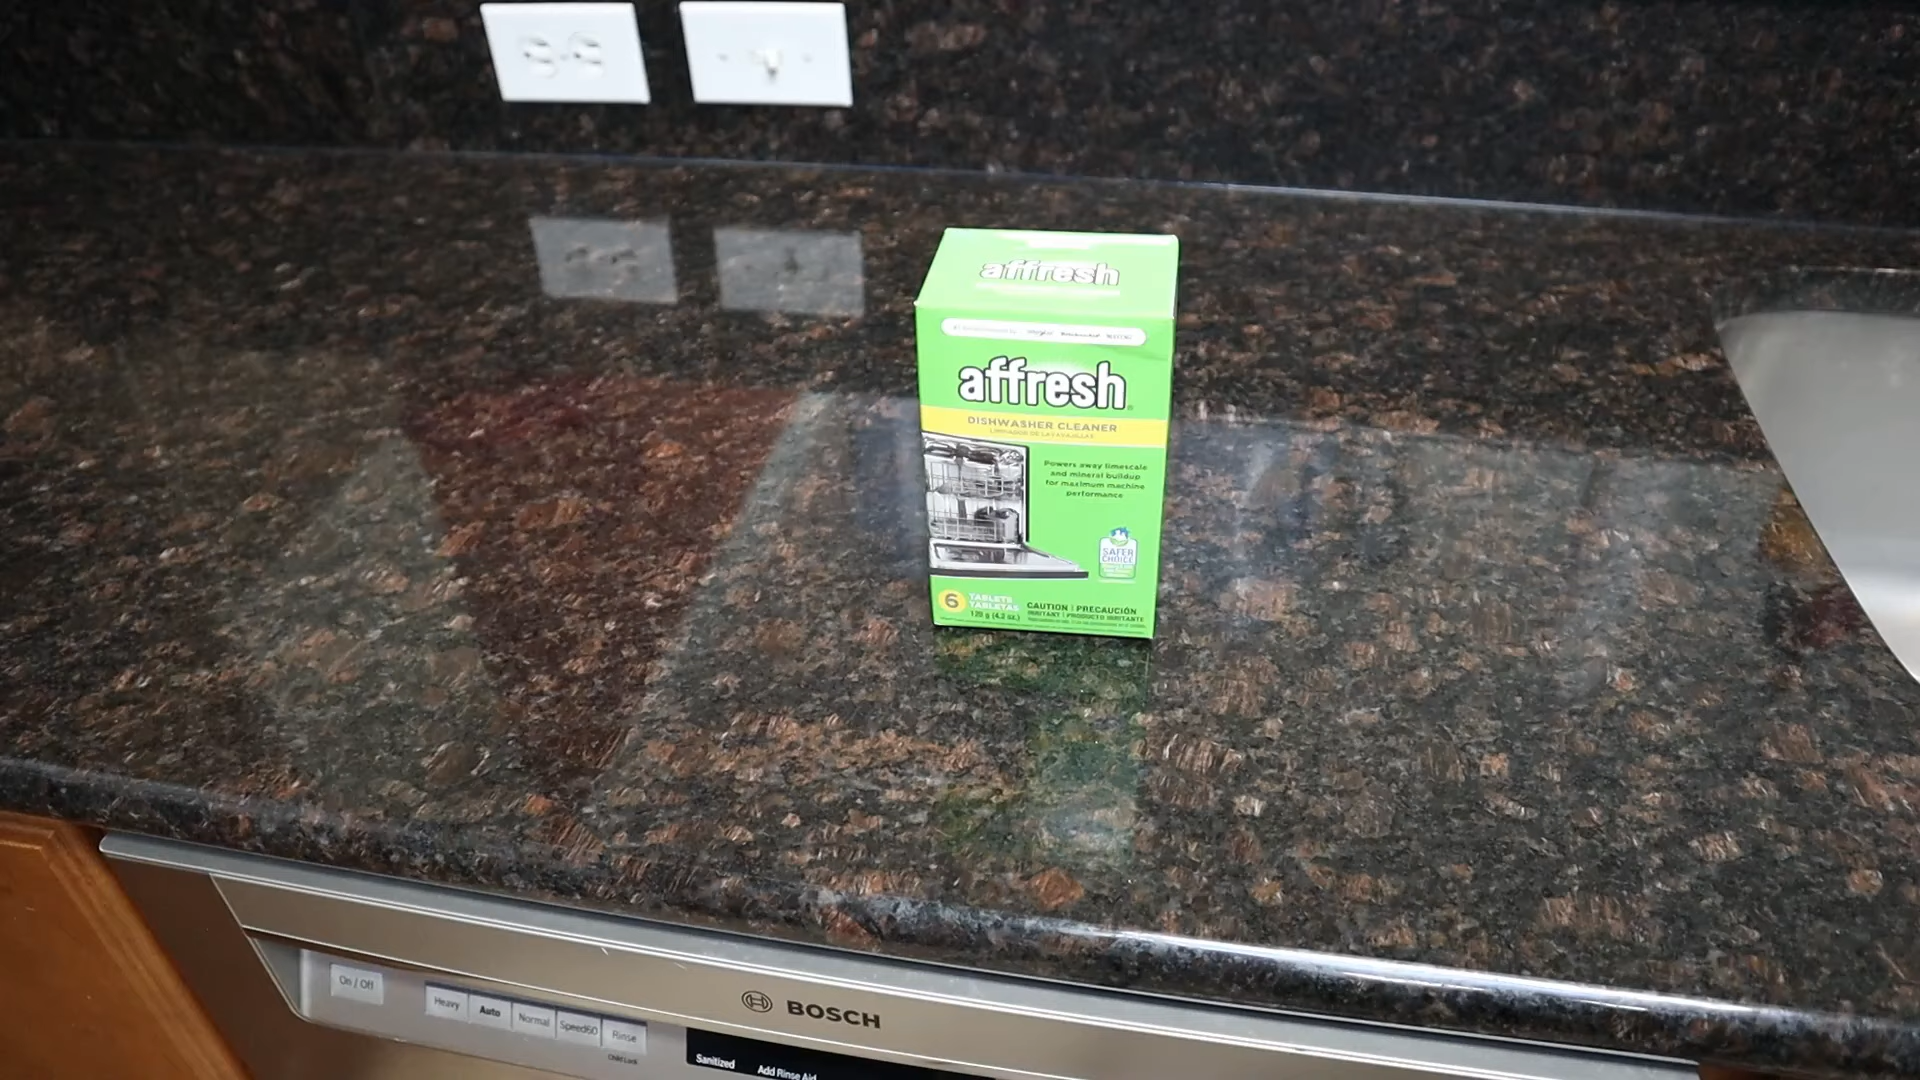 affresh
affresh
DISHWASHER CLEANER
LIMPIADOR DE LAVAVAJILLAS
Powers away limescale
and mineral buildup
for maximum machine
performance
SAFER
CHOICE
6 TABLETS
TABLETAS
120 g (4.2 oz.)
CAUTION | PRECAUCIÓN
IRRITANT | PRODUCTO IRRITANTE
On / Off
Heavy
Auto
Normal
Speed60
Rinse
Child Lock
BOSCH
Sanitized
Add Rinse Aid